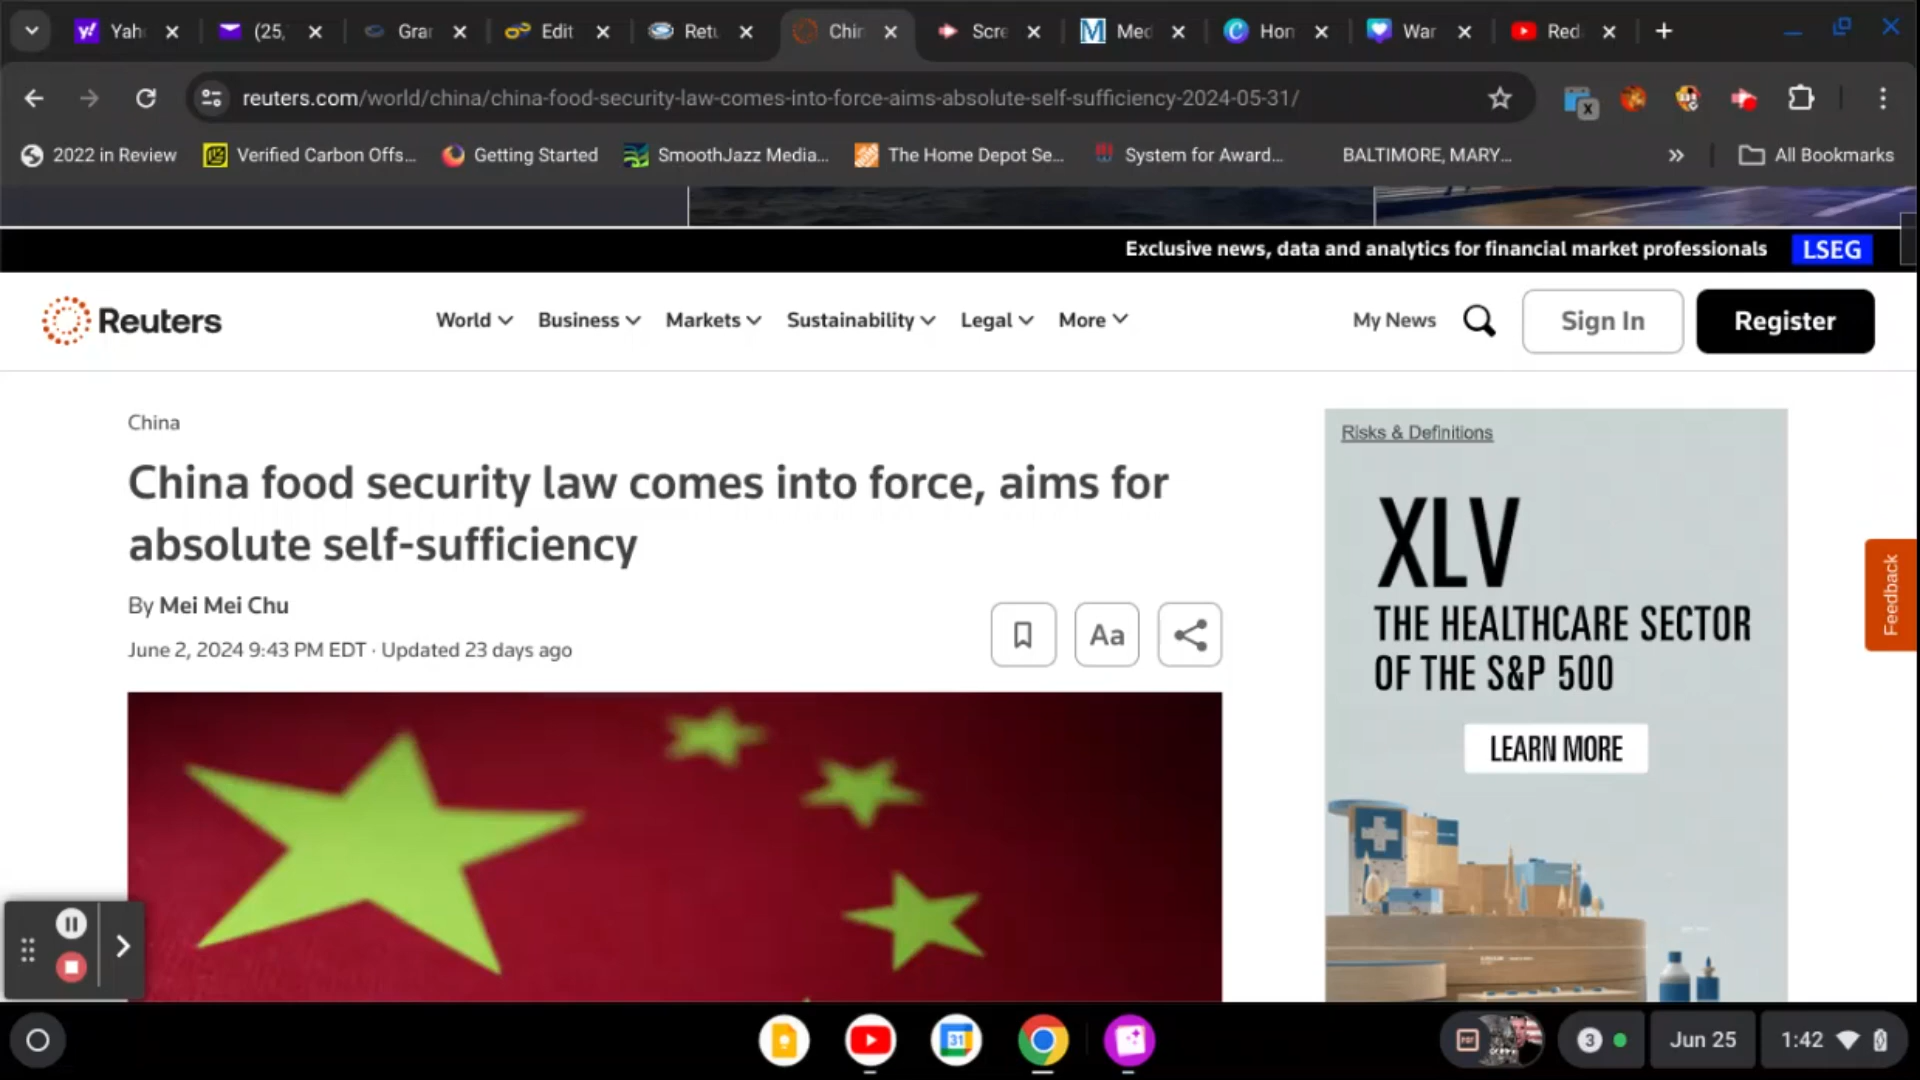 Yah
(25,
Grar
Edit
Retu
Chin
Scre
Med
Hon
War
Red
reuters.com/world/china/china-food-security-law-comes-into-force-aims-absolute-self-sufficiency-2024-05-31/
2022 in Review
Verified Carbon Offs...
Getting Started
SmoothJazz Media...
The Home Depot Se...
System for Award...
BALTIMORE, MARY...
All Bookmarks
Exclusive news, data and analytics for financial market professionals LSEG
Reuters
World
Business
Markets
Sustainability
Legal
More
My News
Sign In
Register
China
China food security law comes into force, aims for
absolute self-sufficiency
By Mei Mei Chu
June 2, 2024 9:43 PM EDT · Updated 23 days ago
Aa
Risks & Definitions
XLV
THE HEALTHCARE SECTOR
OF THE S&P 500
LEARN MORE
Feedback
31
3
Jun 25
1:42